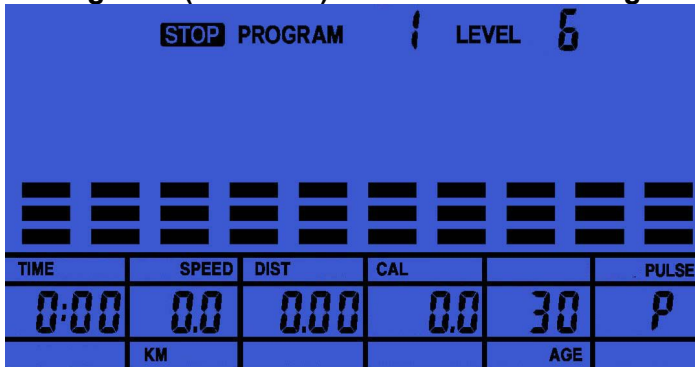 STOP PROGRAM 1 LEVEL 6
TIME SPEED DIST CAL PULSE
0:00 0.0 0.00 0.0 30 P
KM AGE